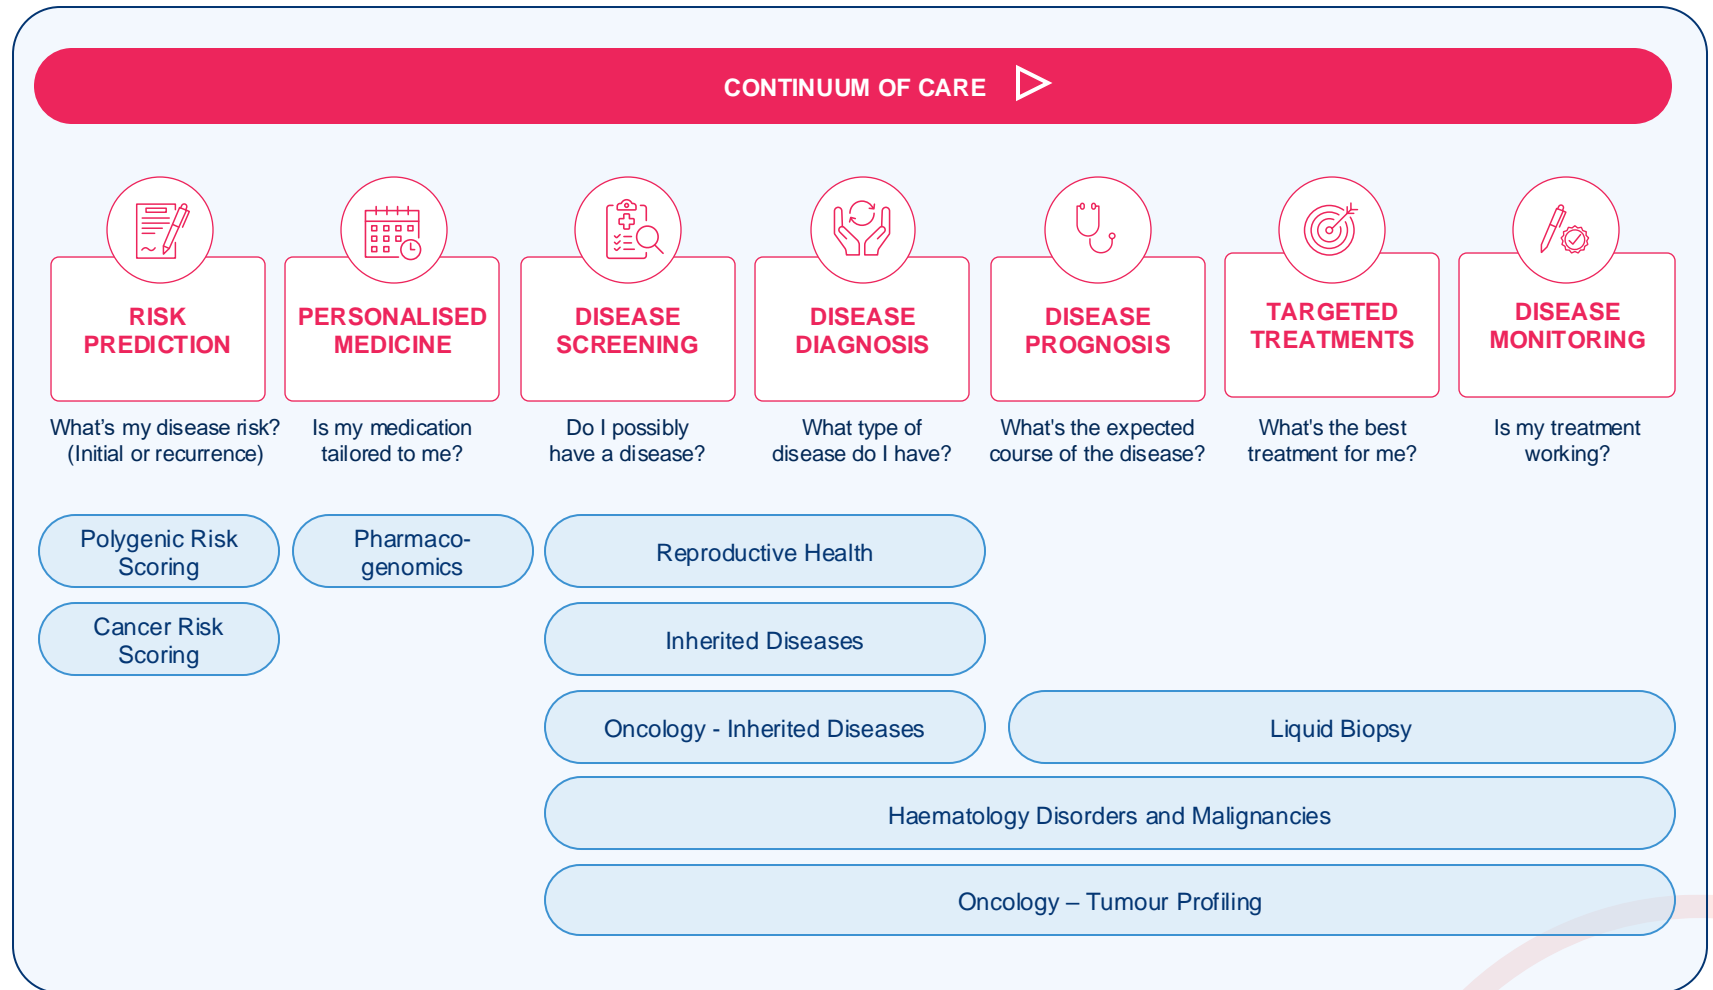 CONTINUUM OF CARE
RISK
PREDICTION
What's my disease risk?
(Initial or recurrence)
PERSONALISED
MEDICINE
Is my medication
tailored to me?
DISEASE
SCREENING
Do I possibly
have a disease?
DISEASE
DIAGNOSIS
What type of
disease do I have?
DISEASE
PROGNOSIS
What's the expected
course of the disease?
TARGETED
TREATMENTS
What's the best
treatment for me?
DISEASE
MONITORING
Is my treatment
working?
Polygenic Risk
Scoring
Pharmaco-
genomics
Reproductive Health
Cancer Risk
Scoring
Inherited Diseases
Oncology - Inherited Diseases
Liquid Biopsy
Haematology Disorders and Malignancies
Oncology – Tumour Profiling